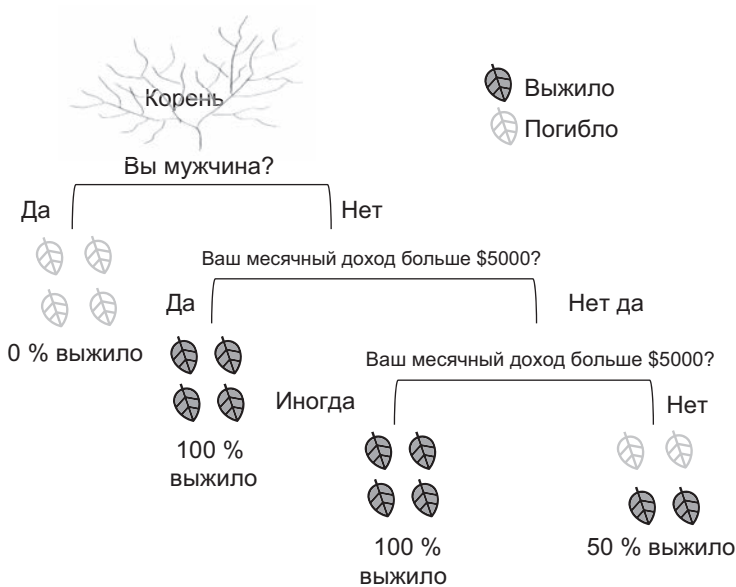 Корень
Выжило
Погибло
Вы мужчина?
Да
Нет
Ваш месячный доход больше $5000?
Да
Нет да
0 % выжило
Ваш месячный доход больше $5000?
Иногда
Нет
100 %
выжило
100 %
выжило
50 % выжило